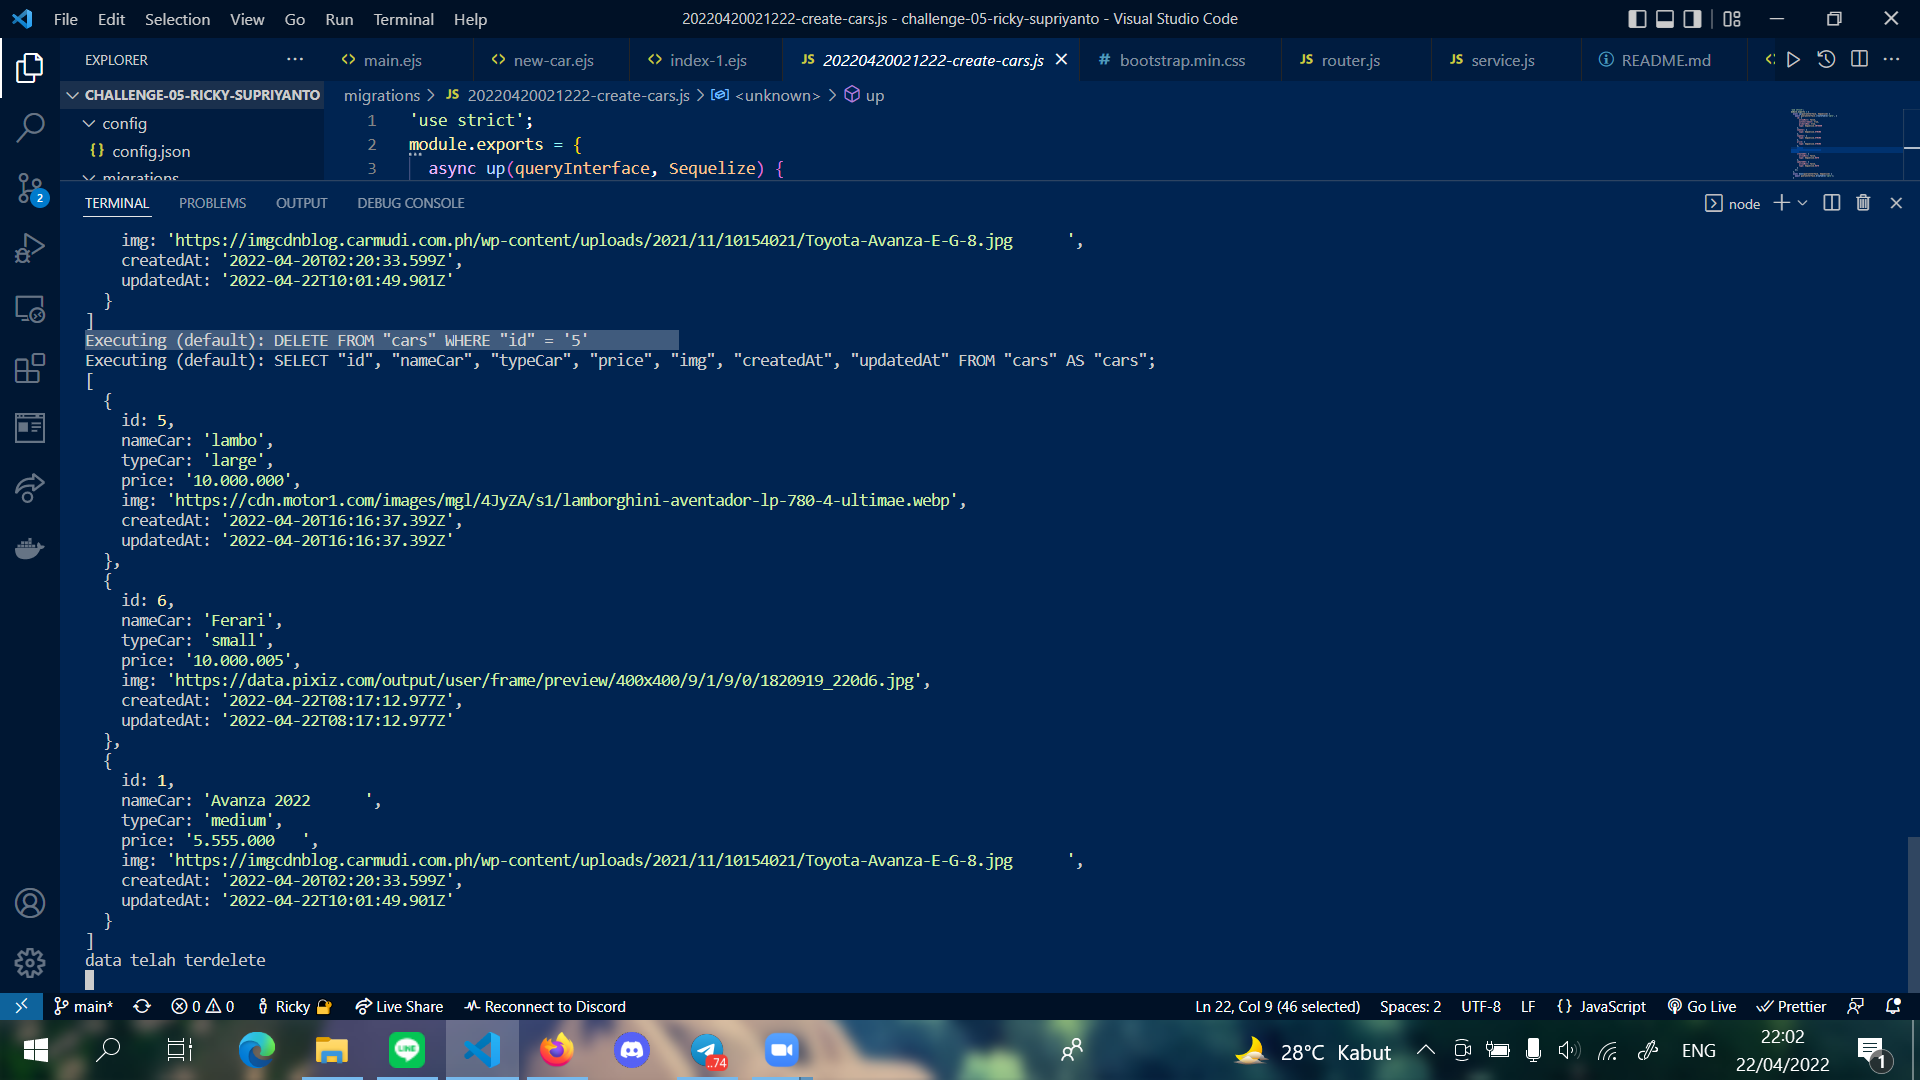 File Edit Selection View Go Run Terminal Help
20220420021222-create-cars.js - challenge-05-ricky-supriyanto - Visual Studio Code
EXPLORER
main.ejs
new-car.ejs
index-1.ejs
JS 20220420021222-create-cars.js
# bootstrap.min.css
JS router.js
JS service.js
README.md
CHALLENGE-05-RICKY-SUPRIYANTO
migrations > JS 20220420021222-create-cars.js > <unknown> > up
config
{} config.json
migrations
1 'use strict';
2 module.exports = {
3 async up(queryInterface, Sequelize) {
2
TERMINAL PROBLEMS OUTPUT DEBUG CONSOLE
node
img: 'https://imgcdnblog.carmudi.com.ph/wp-content/uploads/2021/11/10154021/Toyota-Avanza-E-G-8.jpg      ',
createdAt: '2022-04-20T02:20:33.599Z',
updatedAt: '2022-04-22T10:01:49.901Z'
}
]
Executing (default): DELETE FROM "cars" WHERE "id" = '5'
Executing (default): SELECT "id", "nameCar", "typeCar", "price", "img", "createdAt", "updatedAt" FROM "cars" AS "cars";
[
{
id: 5,
nameCar: 'lambo',
typeCar: 'large',
price: '10.000.000',
img: 'https://cdn.motor1.com/images/mgl/4JyZA/s1/lamborghini-aventador-lp-780-4-ultimae.webp',
createdAt: '2022-04-20T16:16:37.392Z',
updatedAt: '2022-04-20T16:16:37.392Z'
},
{
id: 6,
nameCar: 'Ferari',
typeCar: 'small',
price: '10.000.005',
img: 'https://data.pixiz.com/output/user/frame/preview/400x400/9/1/9/0/1820919_220d6.jpg',
createdAt: '2022-04-22T08:17:12.977Z',
updatedAt: '2022-04-22T08:17:12.977Z'
},
{
id: 1,
nameCar: 'Avanza 2022      ',
typeCar: 'medium',
price: '5.555.000   ',
img: 'https://imgcdnblog.carmudi.com.ph/wp-content/uploads/2021/11/10154021/Toyota-Avanza-E-G-8.jpg      ',
createdAt: '2022-04-20T02:20:33.599Z',
updatedAt: '2022-04-22T10:01:49.901Z'
}
]
data telah terdelete
main* 0 0 Ricky Live Share Reconnect to Discord
Ln 22, Col 9 (46 selected) Spaces: 2 UTF-8 LF {} JavaScript Go Live Prettier
LINE
..74
28°C Kabut
ENG
22:02
22/04/2022
1